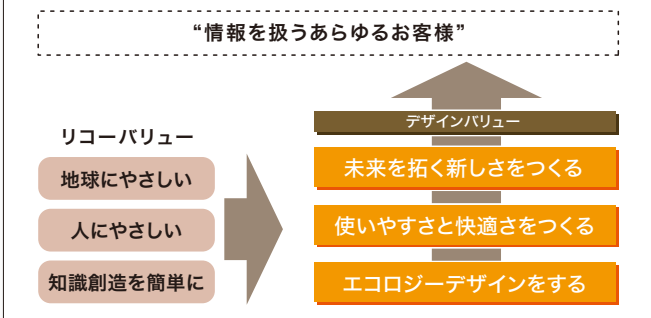 “情報を扱うあらゆるお客様”
リコーバリュー
地球にやさしい
人にやさしい
知識創造を簡単に
デザインバリュー
未来を拓く新しさをつくる
使いやすさと快適さをつくる
エコロジーデザインをする